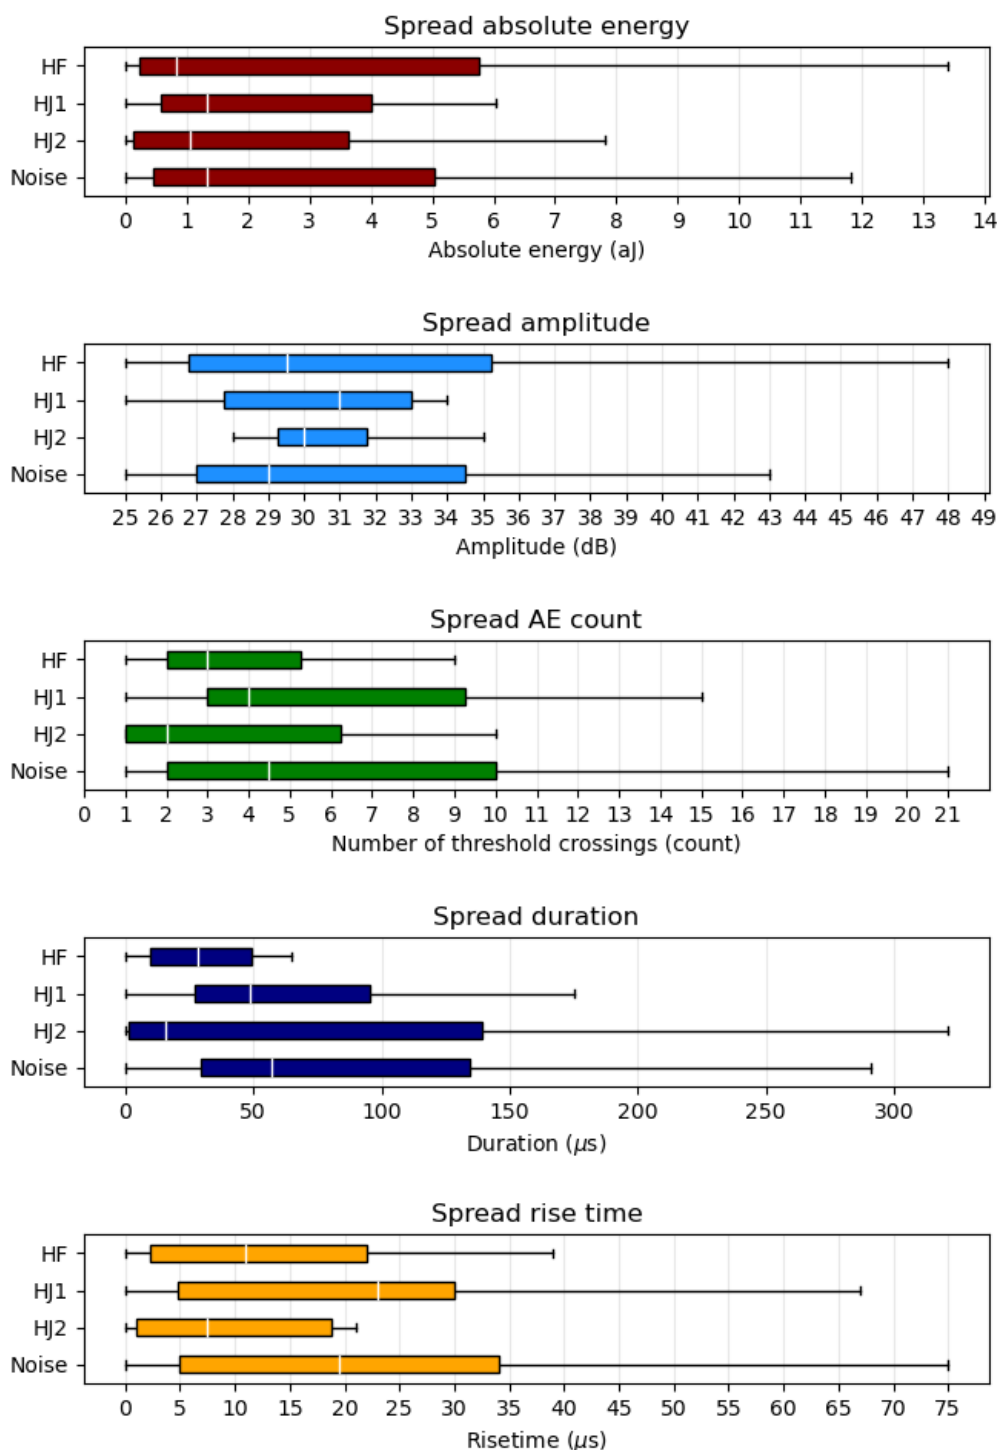 Spread absolute energy
HF
HJ1
HJ2
Noise
0 1 2 3 4 5 6 7 8 9 10 11 12 13 14
Absolute energy (aJ)
Spread amplitude
HF
HJ1
HJ2
Noise
25 26 27 28 29 30 31 32 33 34 35 36 37 38 39 40 41 42 43 44 45 46 47 48 49
Amplitude (dB)
Spread AE count
HF
HJ1
HJ2
Noise
0 1 2 3 4 5 6 7 8 9 10 11 12 13 14 15 16 17 18 19 20 21
Number of threshold crossings (count)
Spread duration
HF
HJ1
HJ2
Noise
0 50 100 150 200 250 300
Duration (μs)
Spread rise time
HF
HJ1
HJ2
Noise
0 5 10 15 20 25 30 35 40 45 50 55 60 65 70 75
Risetime (μs)